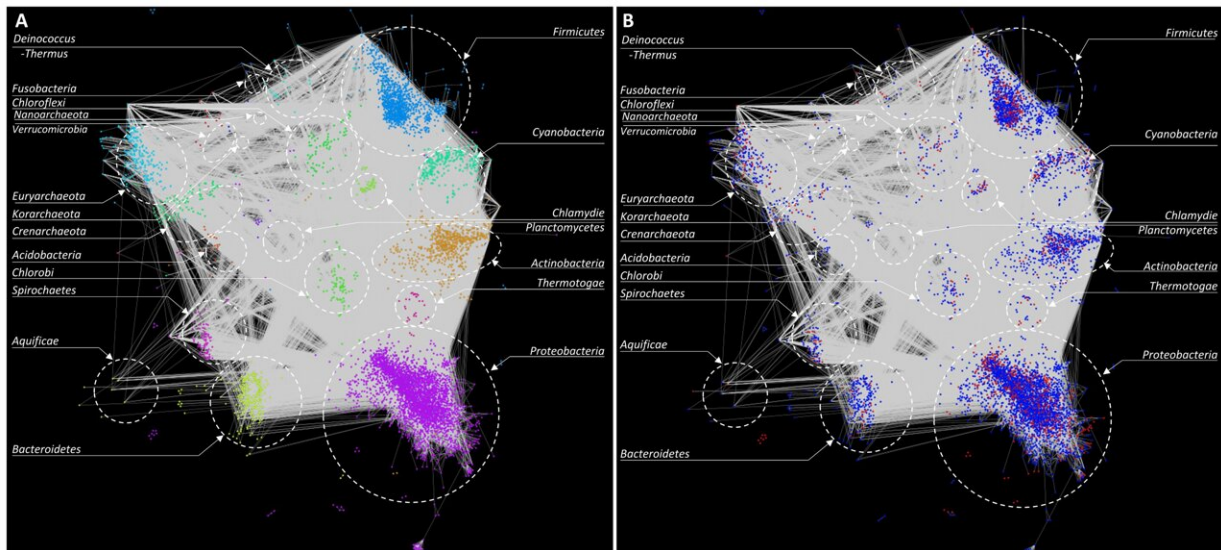 A
Deinococcus
-Thermus
Fusobacteria
Chloroflexi
Nanoarchaeota
Verrucomicrobia
Euryarchaeota
Korarchaeota
Crenarchaeota
Acidobacteria
Chlorobi
Spirochaetes
Aquificae
Bacteroidetes
Firmicutes
Cyanobacteria
Chlamydie
Planctomycetes
Actinobacteria
Thermotogae
Proteobacteria
B
Deinococcus
-Thermus
Fusobacteria
Chloroflexi
Nanoarchaeota
Verrucomicrobia
Euryarchaeota
Korarchaeota
Crenarchaeota
Acidobacteria
Chlorobi
Spirochaetes
Aquificae
Bacteroidetes
Firmicutes
Cyanobacteria
Chlamydie
Planctomycetes
Actinobacteria
Thermotogae
Proteobacteria